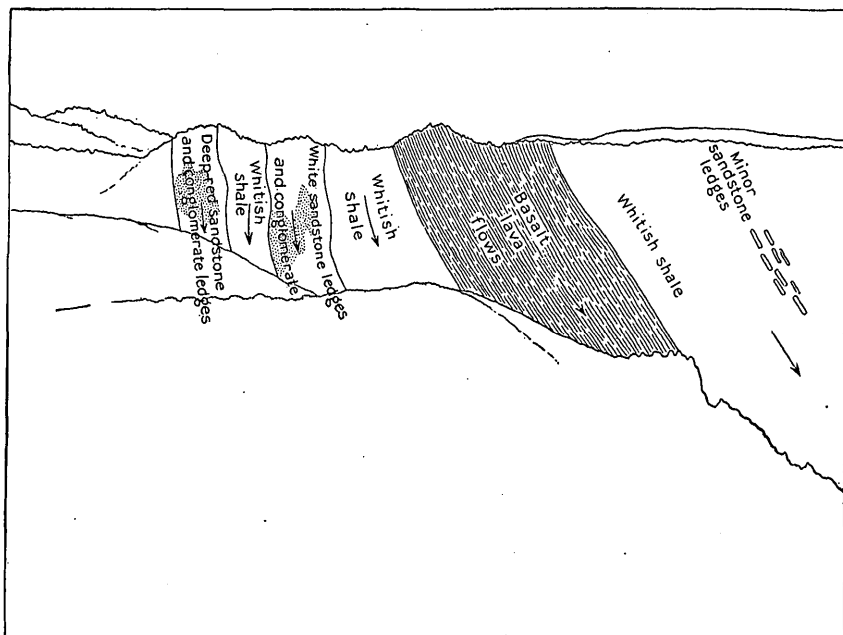 Deep-red sandstone
and conglomerate ledges
Whitish
shale
White sandstone ledges
and conglomerate
Whitish
shale
Basalt
lava
flows
Whitish shale
Minor
sandstone
ledges